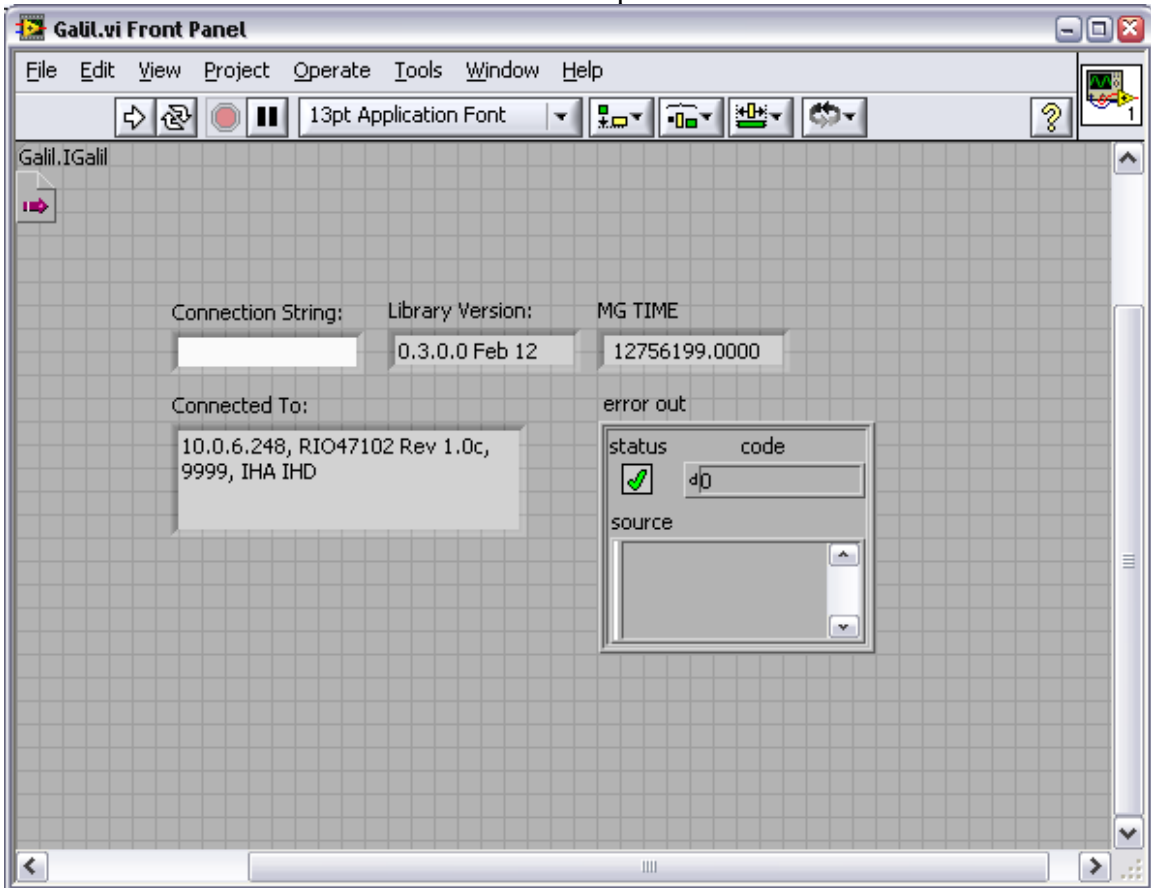 Galil.vi Front Panel
File Edit View Project Operate Tools Window Help
13pt Application Font
1
Galil.IGalil
Connection String: Library Version: MG TIME
0.3.0.0 Feb 12 12756199.0000
Connected To: error out
10.0.6.248, RIO47102 Rev 1.0c,
9999, IHA IHD
status code
d0
source